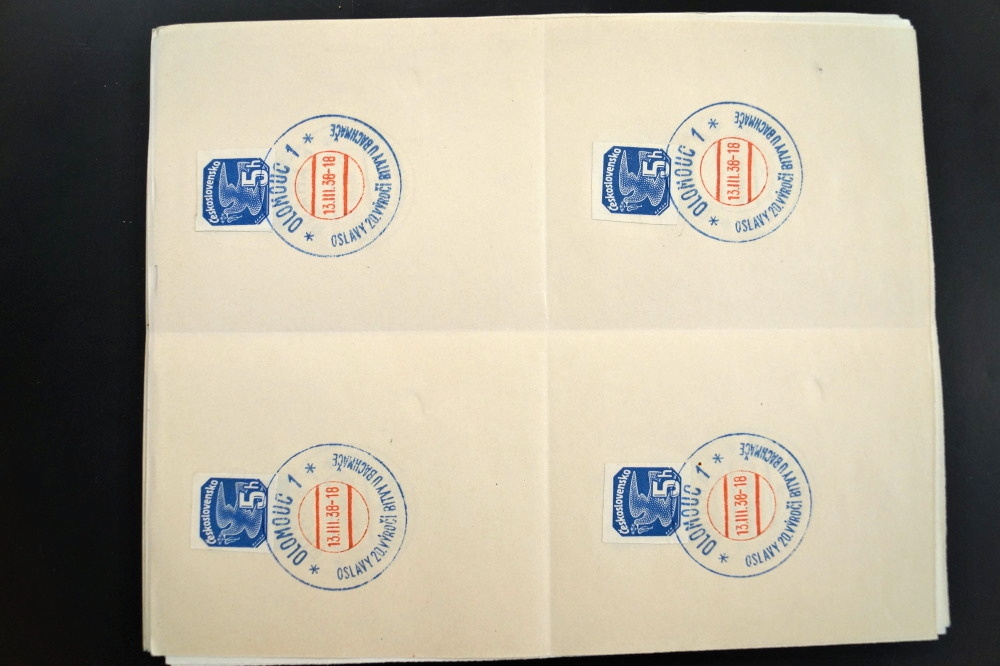 Československo
5h
* OLOMOUC 1 *
13.III.38-18
OSLAVY 20.VÝROČÍ BITVY U BACHMAČE
Československo
5h
* OLOMOUC 1 *
13.III.38-18
OSLAVY 20.VÝROČÍ BITVY U BACHMAČE
Československo
5h
* OLOMOUC 1 *
13.III.38-18
OSLAVY 20.VÝROČÍ BITVY U BACHMAČE
Československo
5h
* OLOMOUC 1 *
13.III.38-18
OSLAVY 20.VÝROČÍ BITVY U BACHMAČE